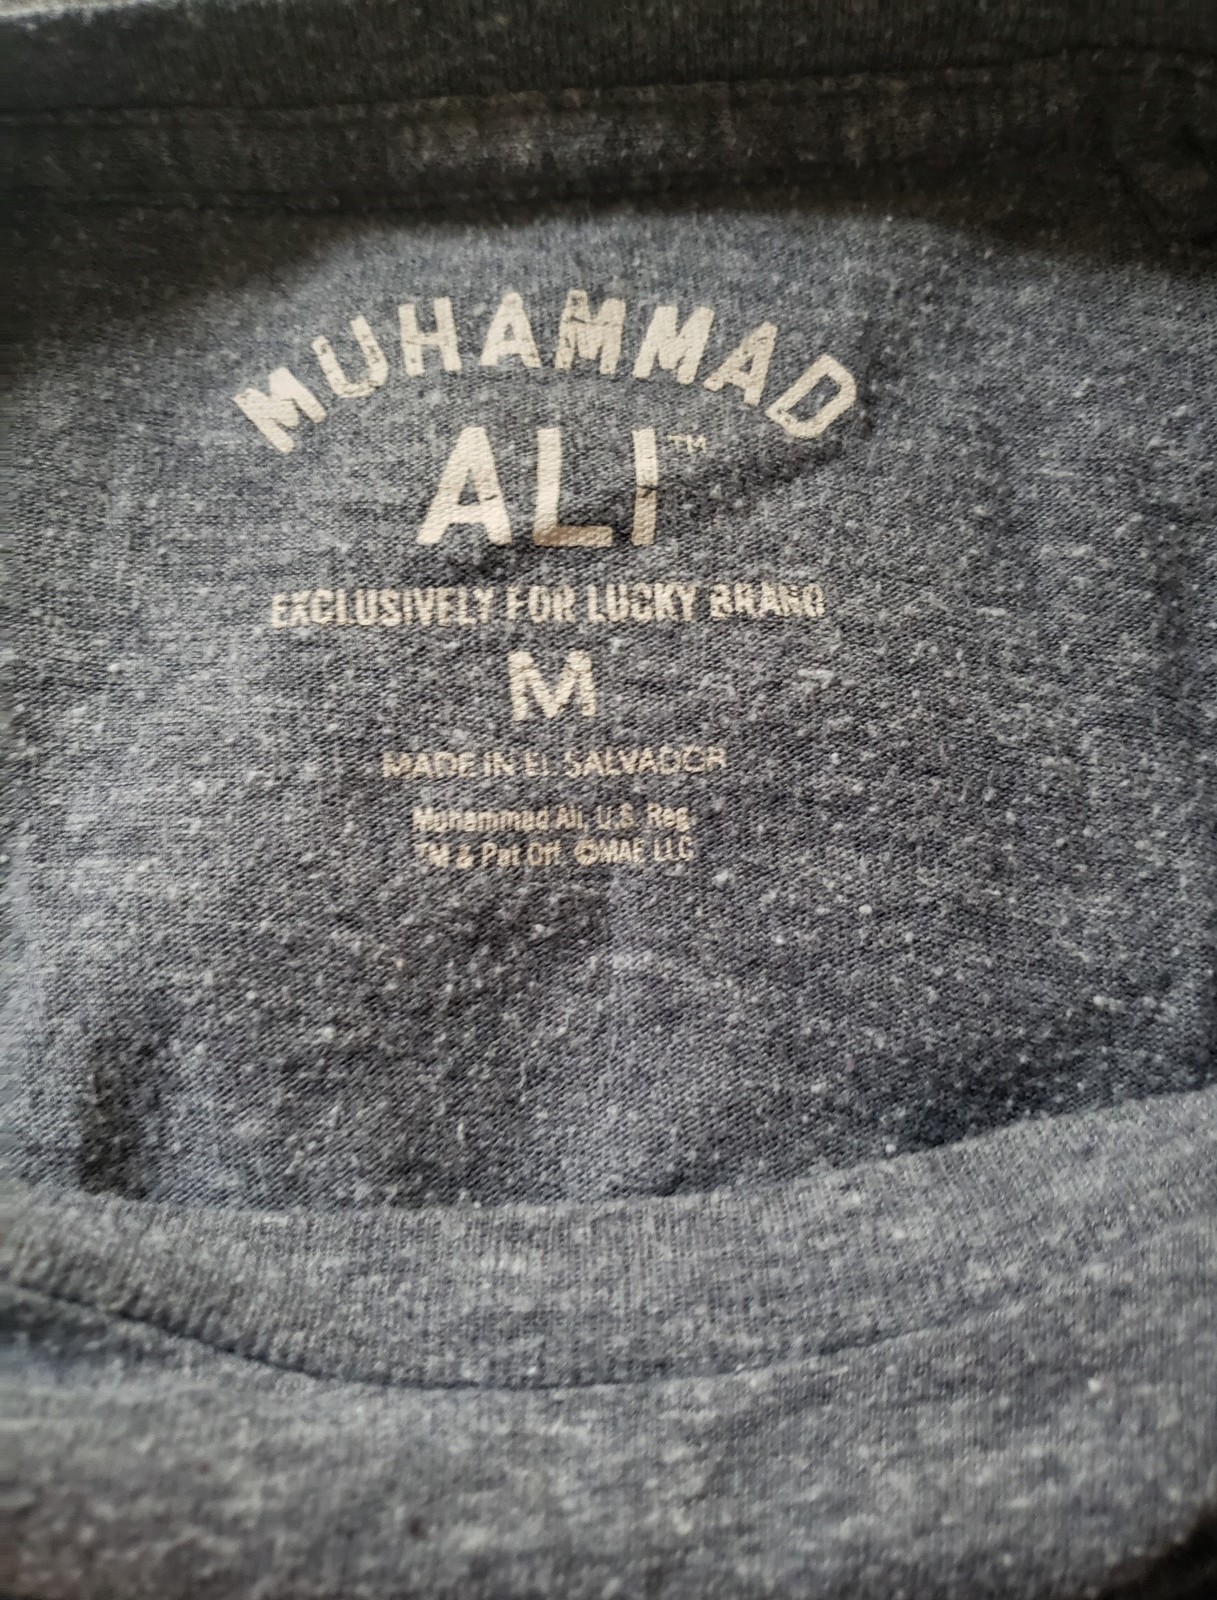 MUHAMMAD
ALI™
EXCLUSIVELY FOR LUCKY BRAND
M
MADE IN EL SALVADOR
Muhammad Ali, U.S. Reg
TM & Pat Off. ©MAE LLC